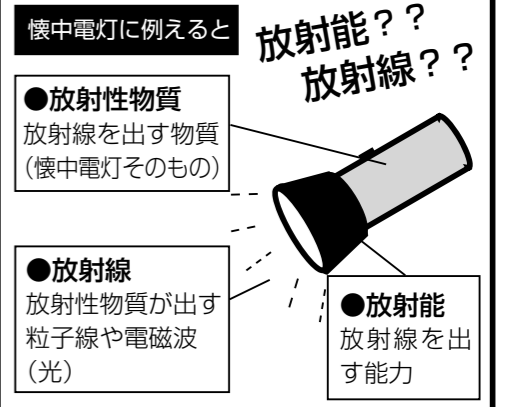 懐中電灯に例えると
放射能？？
放射線？？
●放射性物質
放射線を出す物質
（懐中電灯そのもの）
●放射線
放射性物質が出す
粒子線や電磁波
（光）
●放射能
放射線を出
す能力